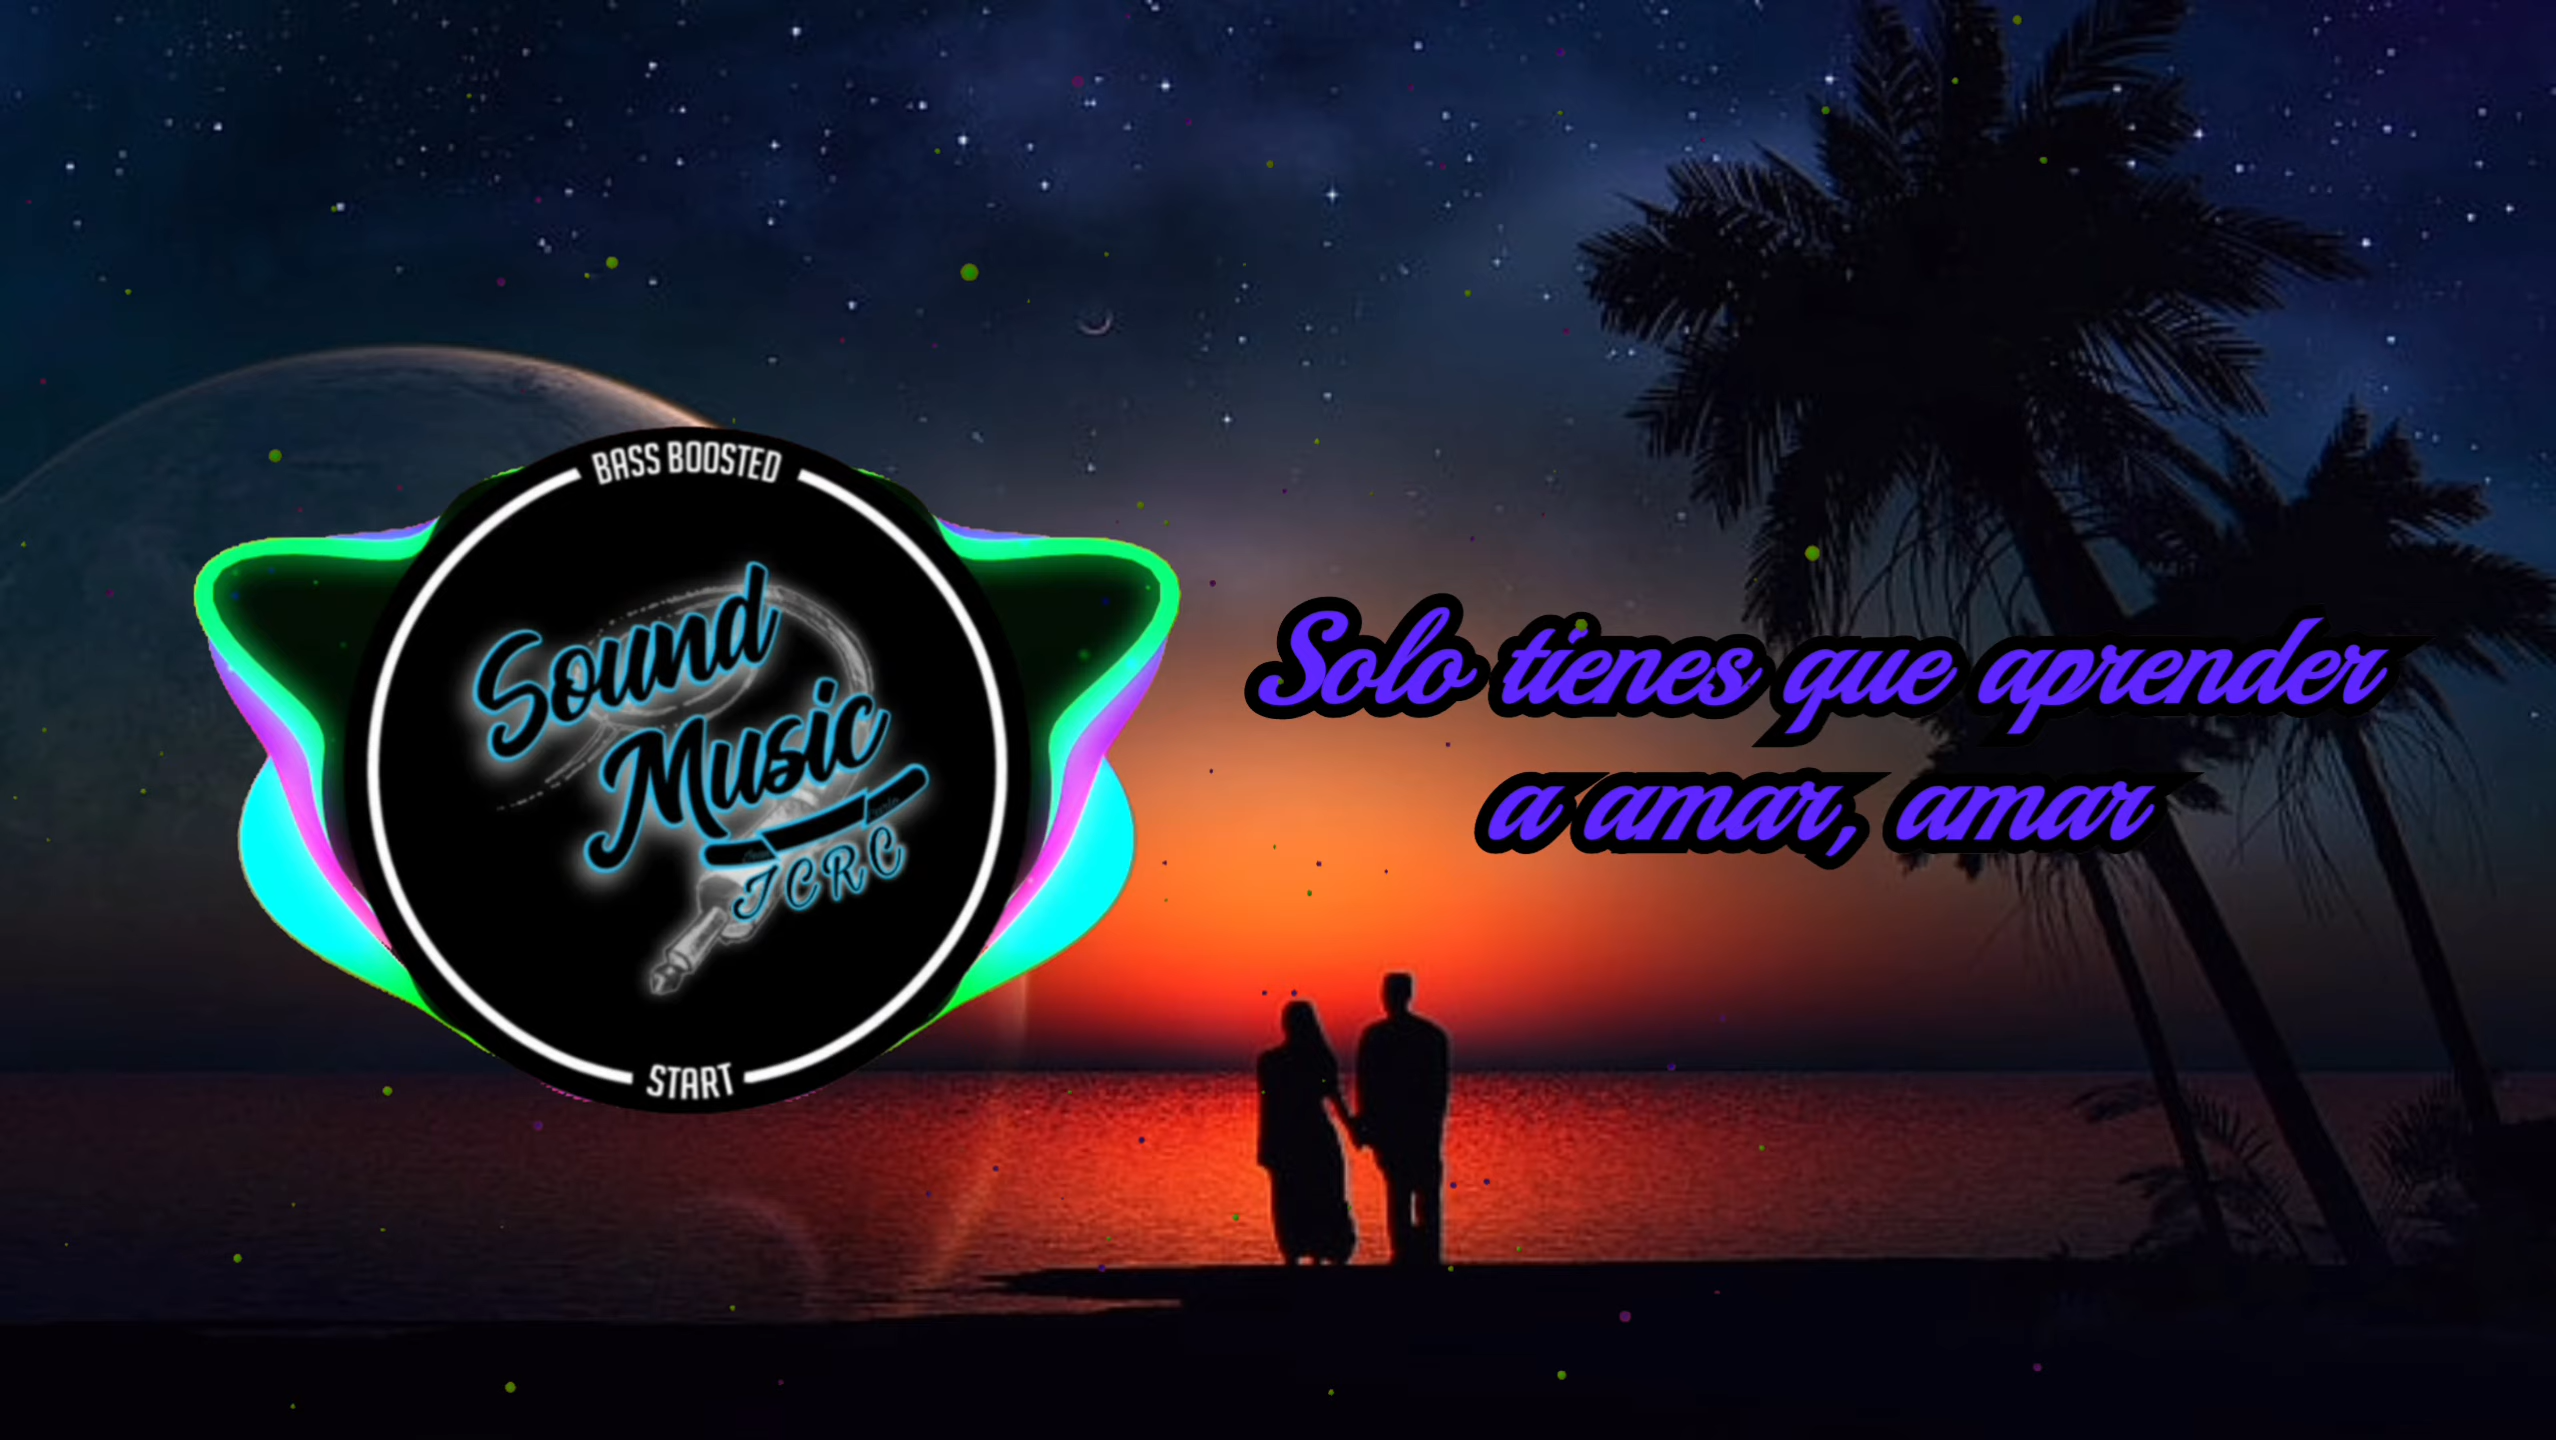 BASS BOOSTED
Sound
Music
JCRC
START
Solo tienes que aprender
a amar, amar